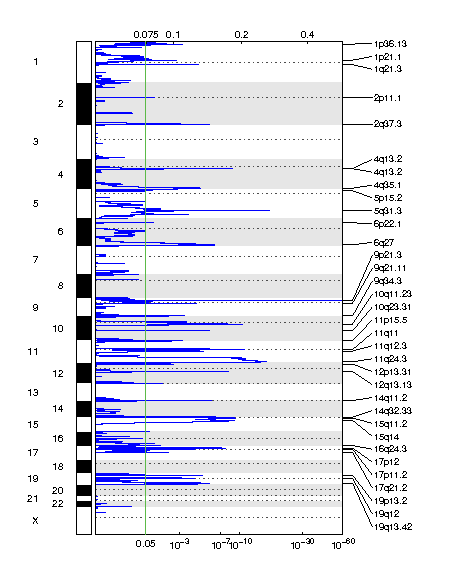 0.075 0.1 0.2 0.4
1
2
3
4
5
6
7
8
9
10
11
12
13
14
15
16
17
18
19
20
21
22
X
1p36.13
1p21.1
1q21.3
2p11.1
2q37.3
4q13.2
4q13.2
4q35.1
5p15.2
5q31.3
6p22.1
6q27
9p21.3
9q21.11
9q34.3
10q11.23
10q23.31
11p15.5
11q11
11q12.3
11q24.3
12p13.31
12q13.13
14q11.2
14q32.33
15q11.2
15q14
16q24.3
17p12
17p11.2
17q21.2
19p13.2
19q12
19q13.42
0.05 10⁻³ 10⁻⁷ 10⁻¹⁰ 10⁻³⁰ 10⁻⁶⁰